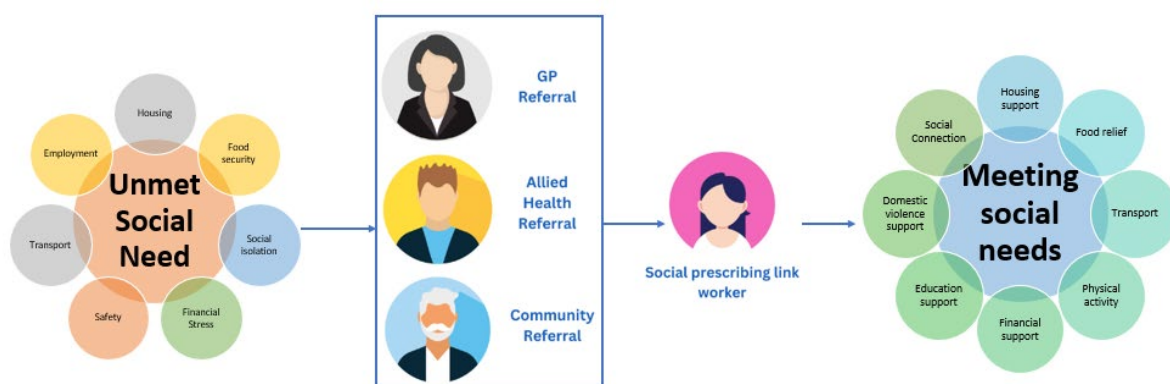 Housing
Food
security
Social
isolation
Financial
Stress
Safety
Transport
Employment
Unmet
Social
Need
GP
Referral
Allied
Health
Referral
Community
Referral
Social prescribing link
worker
Housing
support
Food relief
Transport
Physical
activity
Financial
support
Education
support
Domestic
violence
support
Social
Connection
Meeting
social
needs